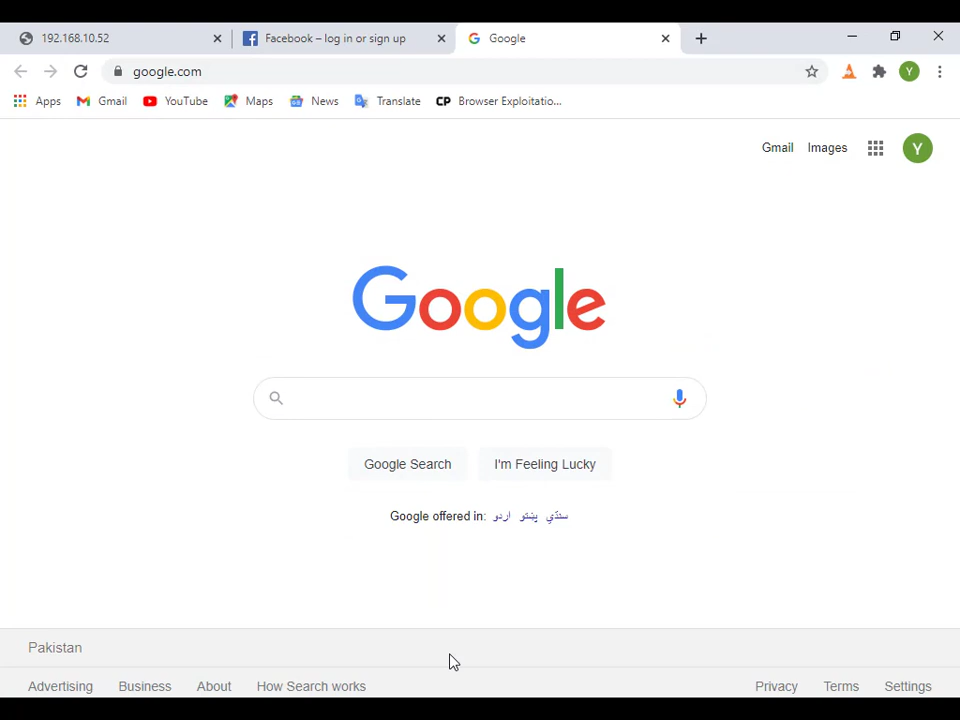 192.168.10.52 Facebook – log in or sign up Google
google.com Y
Apps Gmail YouTube Maps News Translate CP Browser Exploitatio...
Gmail Images Y
Google
Google Search I'm Feeling Lucky
Google offered in: اردو پښتو سنڌي
Pakistan
Advertising Business About How Search works Privacy Terms Settings